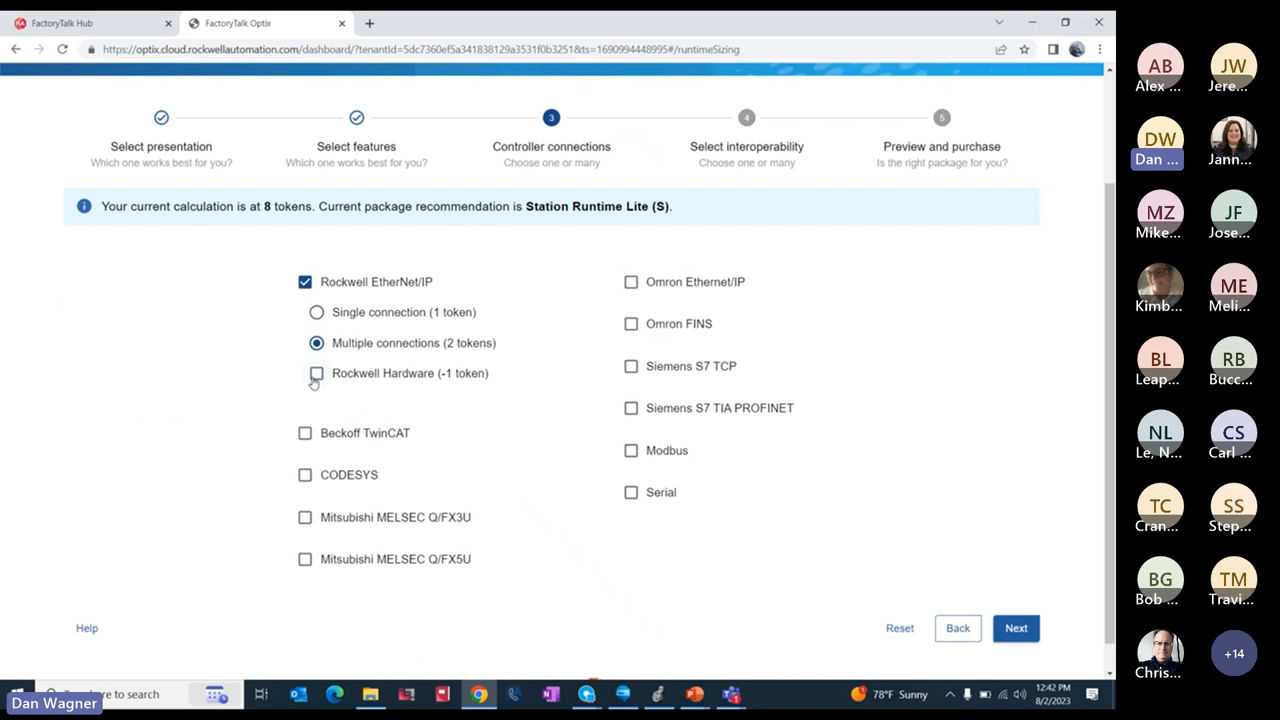 FactoryTalk Hub
FactoryTalk Optix
https://optix.cloud.rockwellautomation.com/dashboard/?tenantId=5dc7360ef5a341838129a3531f0b3251&ts=1690994448995#/runtimeSizing
3
4
5
Select presentation
Select features
Controller connections
Select interoperability
Preview and purchase
Which one works best for you?
Which one works best for you?
Choose one or many
Choose one or many
Is the right package for you?
Your current calculation is at 8 tokens. Current package recommendation is Station Runtime Lite (S).
Rockwell EtherNet/IP
Single connection (1 token)
Multiple connections (2 tokens)
Rockwell Hardware (-1 token)
Beckoff TwinCAT
CODESYS
Mitsubishi MELSEC Q/FX3U
Mitsubishi MELSEC Q/FX5U
Omron Ethernet/IP
Omron FINS
Siemens S7 TCP
Siemens S7 TIA PROFINET
Modbus
Serial
Help
Reset
Back
Next
here to search
78°F Sunny
12:42 PM
8/2/2023
Dan Wagner
AB
Alex ...
JW
Jere...
DW
Dan ...
Jann...
MZ
Mike...
JF
Jose...
Kimb...
ME
Meli...
BL
Leap...
RB
Bucc...
NL
Le, N...
CS
Carl ...
TC
Cran...
SS
Step...
BG
Bob ...
TM
Travi...
Chris...
+14